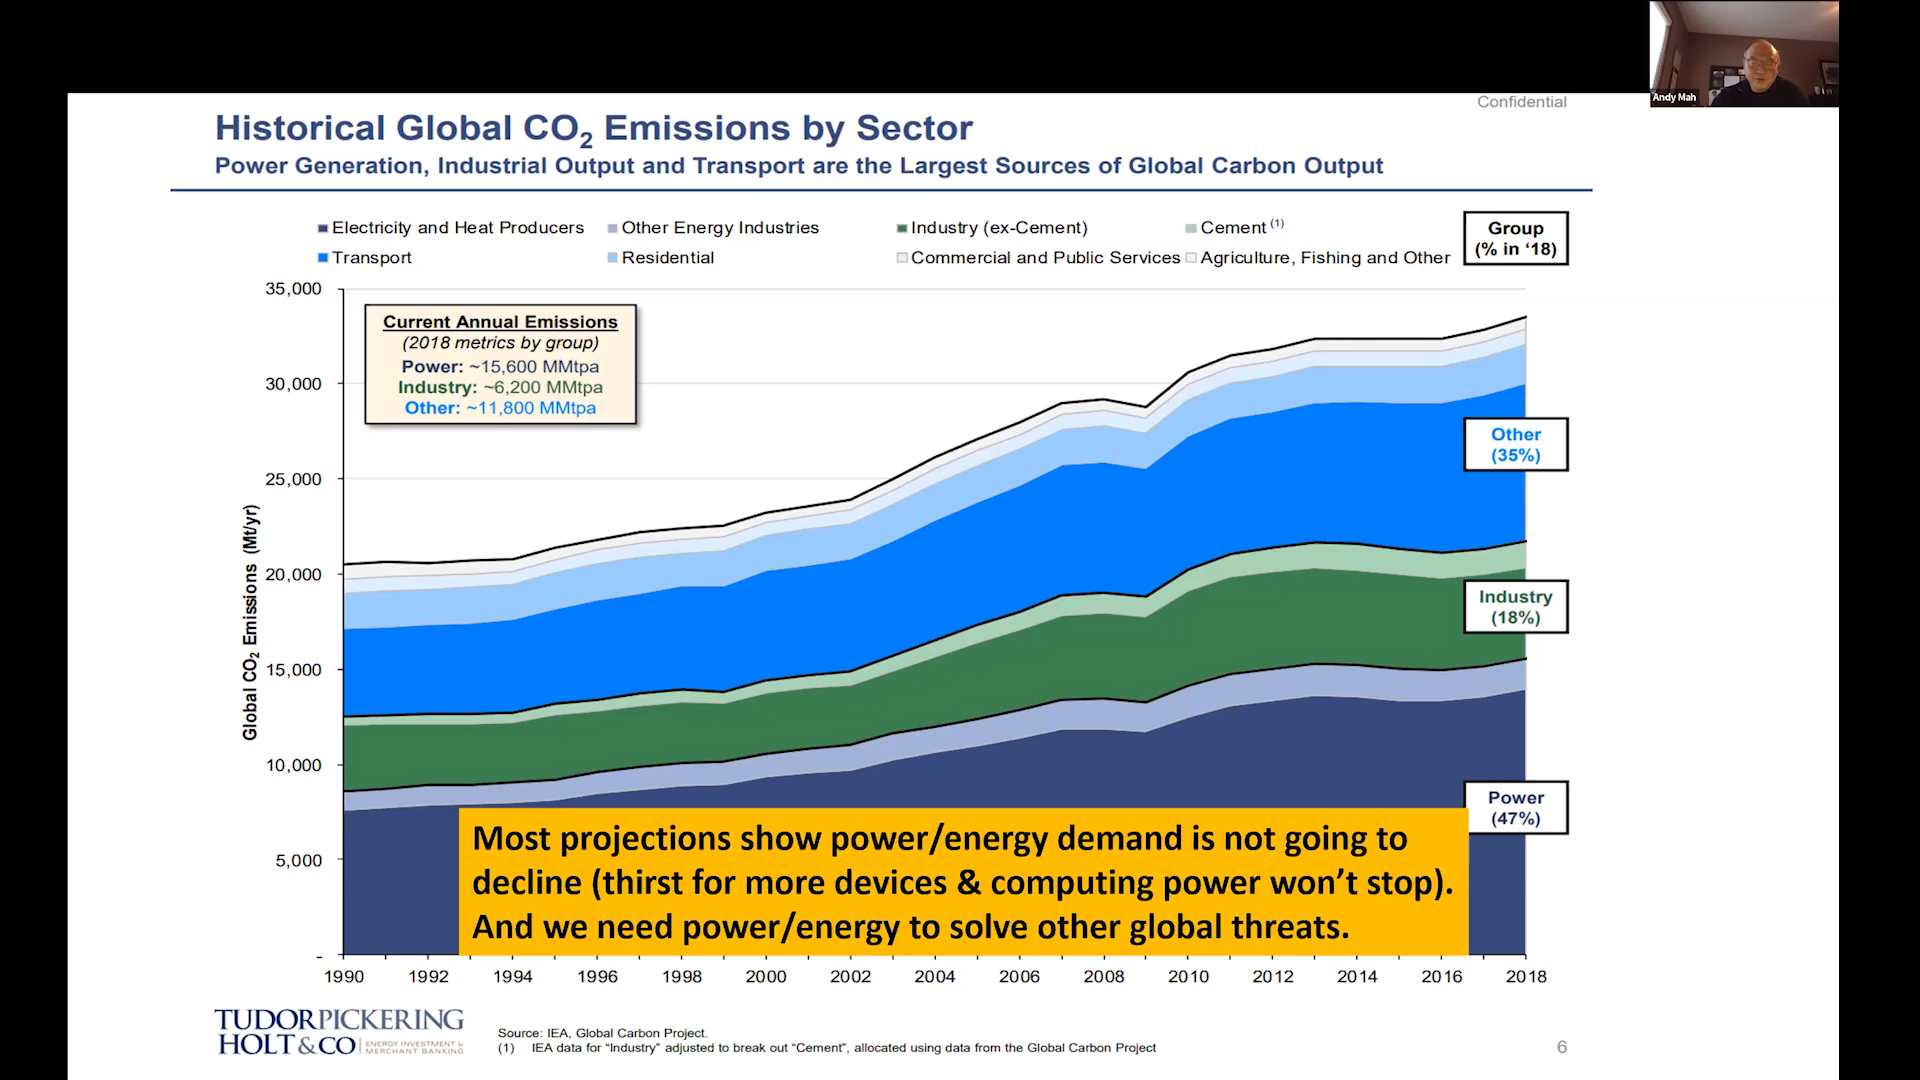 Andy Mah
Confidential
Historical Global CO2 Emissions by Sector
Power Generation, Industrial Output and Transport are the Largest Sources of Global Carbon Output
Electricity and Heat Producers Other Energy Industries Industry (ex-Cement) Cement (1)
Transport Residential Commercial and Public Services Agriculture, Fishing and Other
Group
(% in ‘18)
35,000
30,000
25,000
20,000
15,000
10,000
5,000
-
Global CO2 Emissions (Mt/yr)
Current Annual Emissions
(2018 metrics by group)
Power: ~15,600 MMtpa
Industry: ~6,200 MMtpa
Other: ~11,800 MMtpa
Other
(35%)
Industry
(18%)
Power
(47%)
Most projections show power/energy demand is not going to
decline (thirst for more devices & computing power won’t stop).
And we need power/energy to solve other global threats.
1990 1992 1994 1996 1998 2000 2002 2004 2006 2008 2010 2012 2014 2016 2018
TUDORPICKERING
HOLT&CO
ENERGY INVESTMENT &
MERCHANT BANKING
Source: IEA, Global Carbon Project.
(1) IEA data for “Industry” adjusted to break out “Cement”, allocated using data from the Global Carbon Project
6